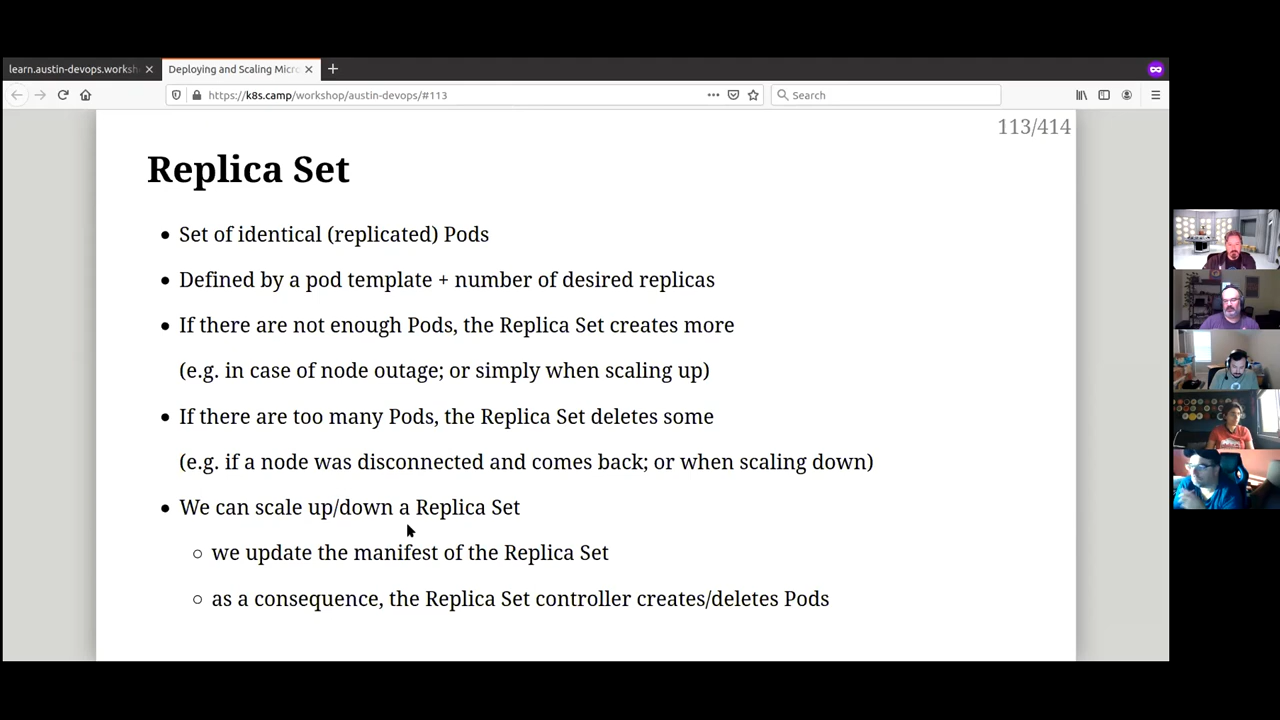 learn.austin-devops.worksh
Deploying and Scaling Micro
https://k8s.camp/workshop/austin-devops/#113
Search
113/414
Replica Set
• Set of identical (replicated) Pods
• Defined by a pod template + number of desired replicas
• If there are not enough Pods, the Replica Set creates more
(e.g. in case of node outage; or simply when scaling up)
• If there are too many Pods, the Replica Set deletes some
(e.g. if a node was disconnected and comes back; or when scaling down)
• We can scale up/down a Replica Set
○ we update the manifest of the Replica Set
○ as a consequence, the Replica Set controller creates/deletes Pods